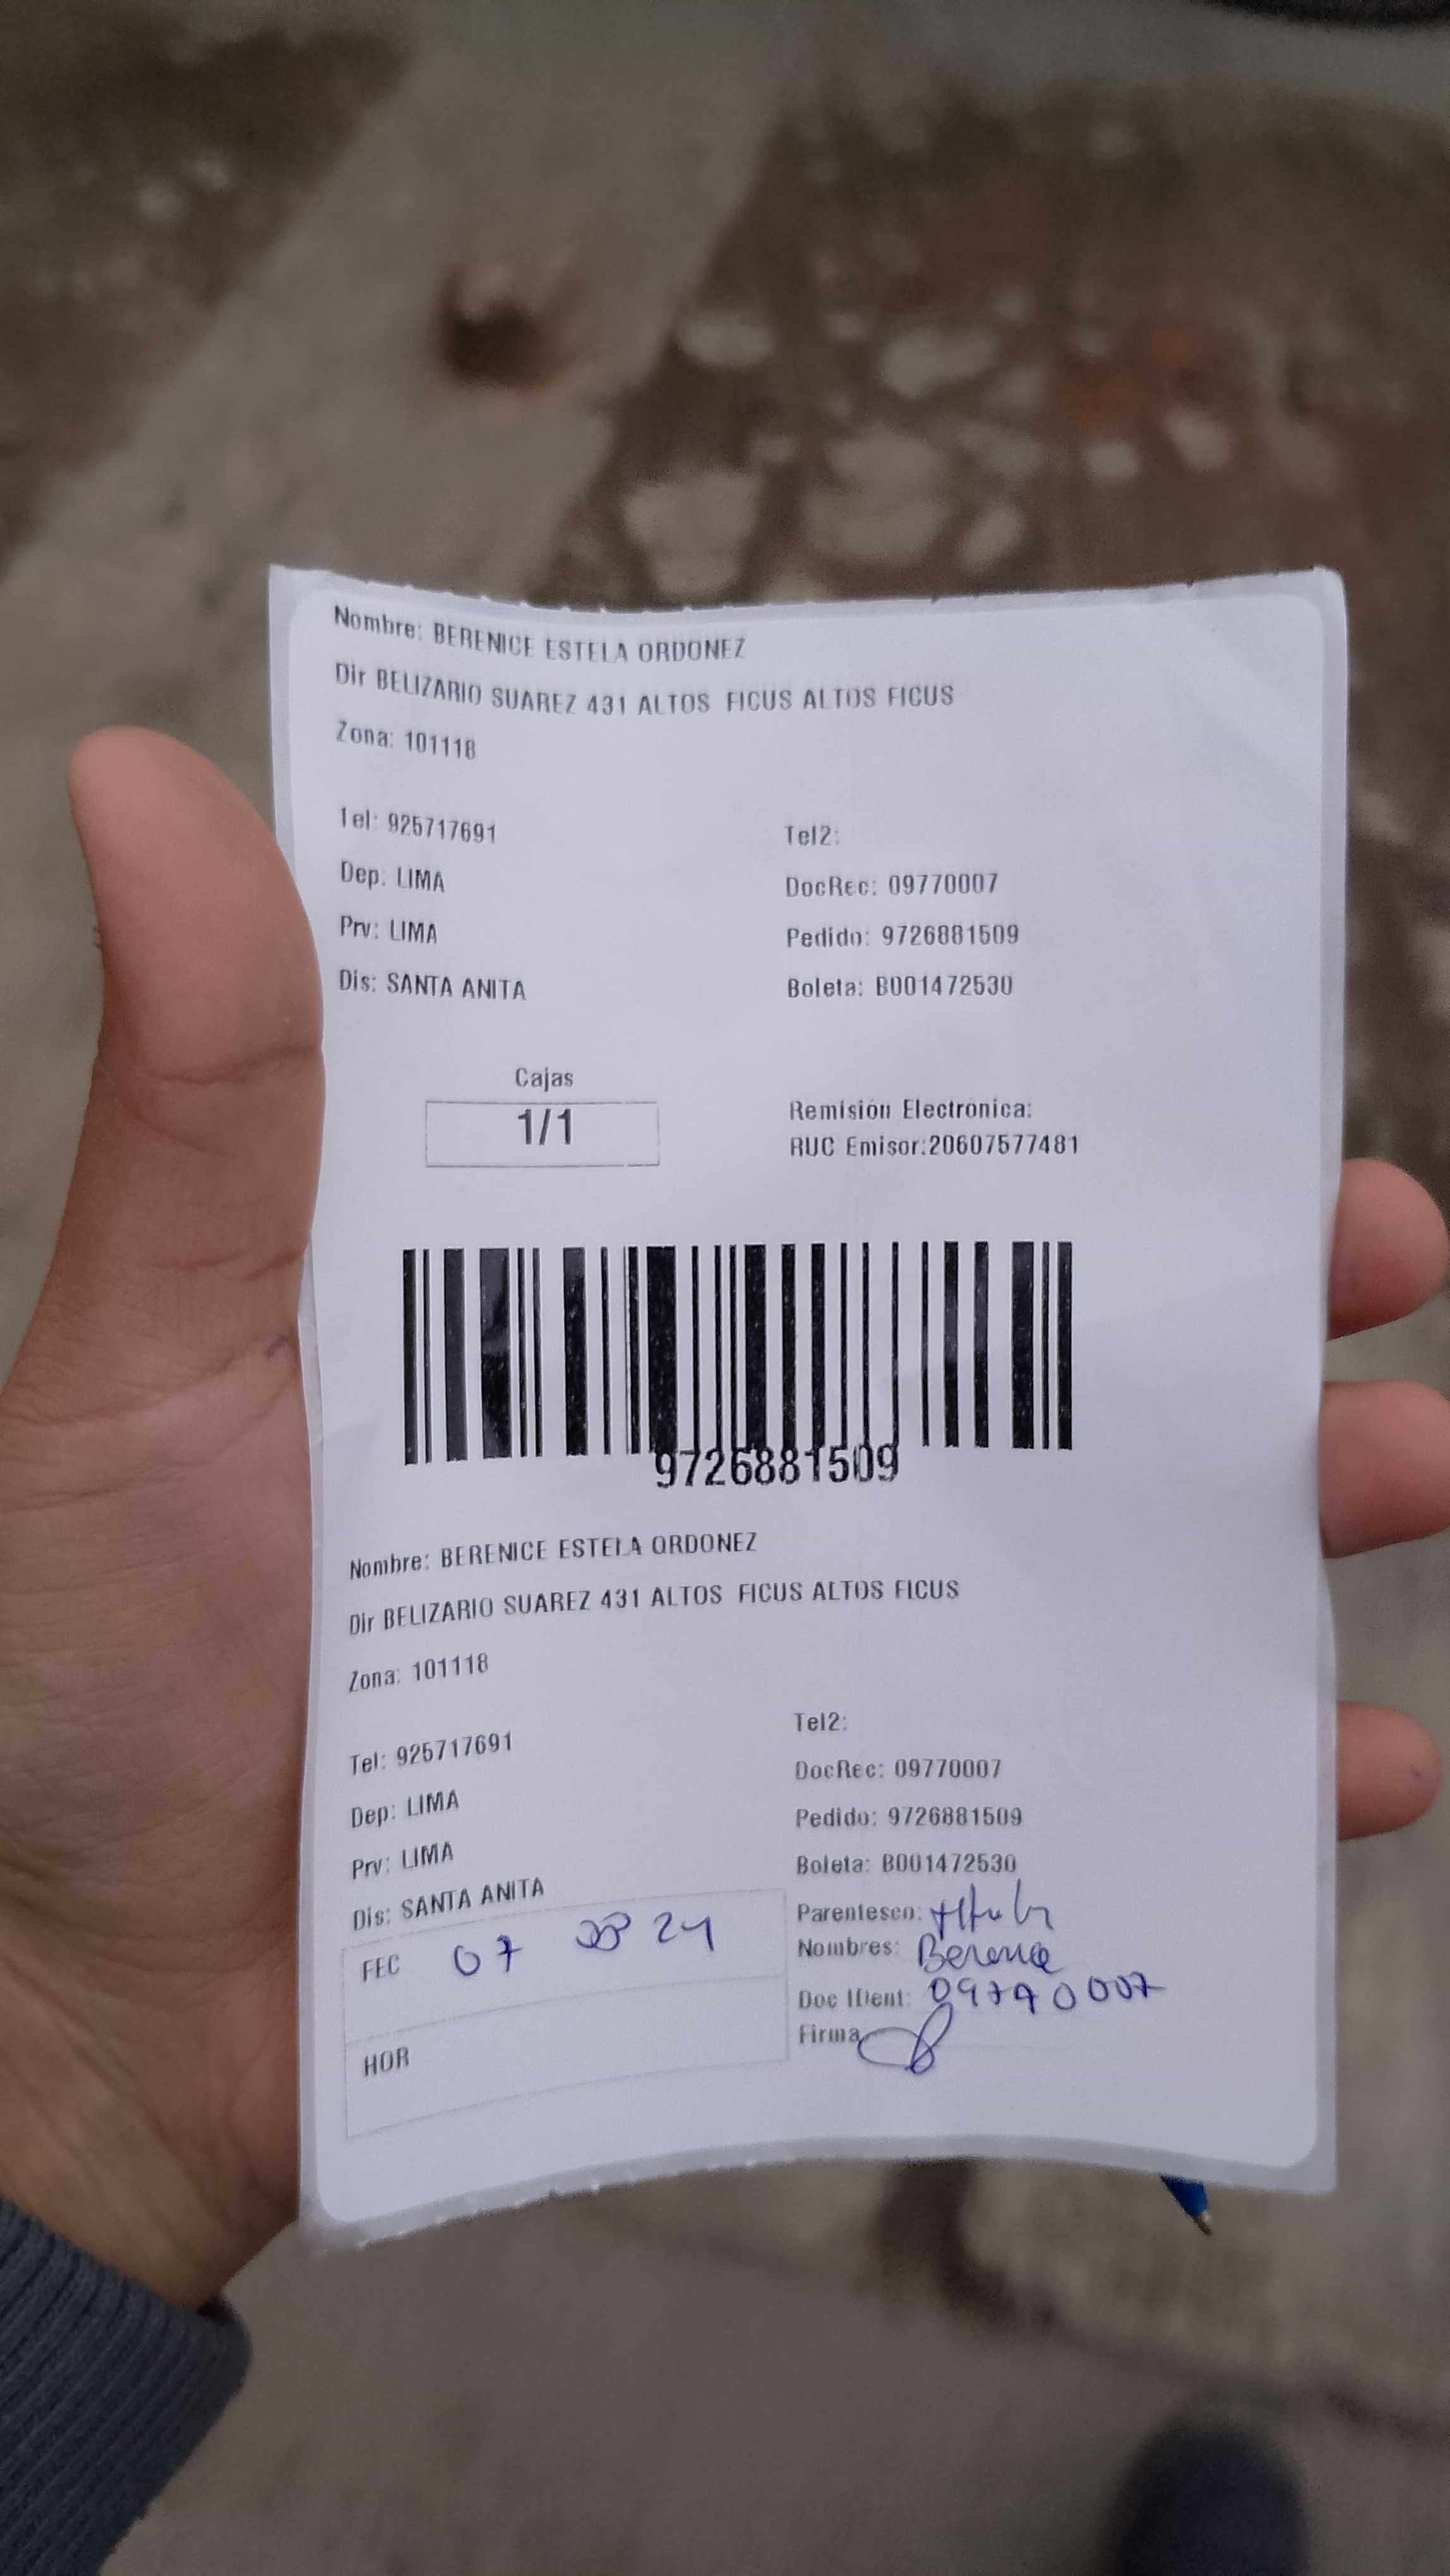 Nombre: BERENICE ESTELA ORDONEZ
Dir BELIZARIO SUAREZ 431 ALTOS FICUS ALTOS FICUS
Zona: 101118
Tel: 925717691 Tel2:
Dep: LIMA DocRec: 09770007
Prv: LIMA Pedido: 9726881509
Dis: SANTA ANITA Boleta: B001472530
Cajas
1/1
Remisión Electronica:
RUC Emisor:20607577481
9726881509
Nombre: BERENICE ESTELA ORDONEZ
Dir BELIZARIO SUAREZ 431 ALTOS FICUS ALTOS FICUS
Zona: 101118
Tel: 925717691 Tel2:
Dep: LIMA DocRec: 09770007
Prv: LIMA Pedido: 9726881509
Dis: SANTA ANITA Boleta: B001472530
FEC 07 08 24
HOR
Parentesco:
Nombres: Berenice
Doc IDent: 09770007
Firma